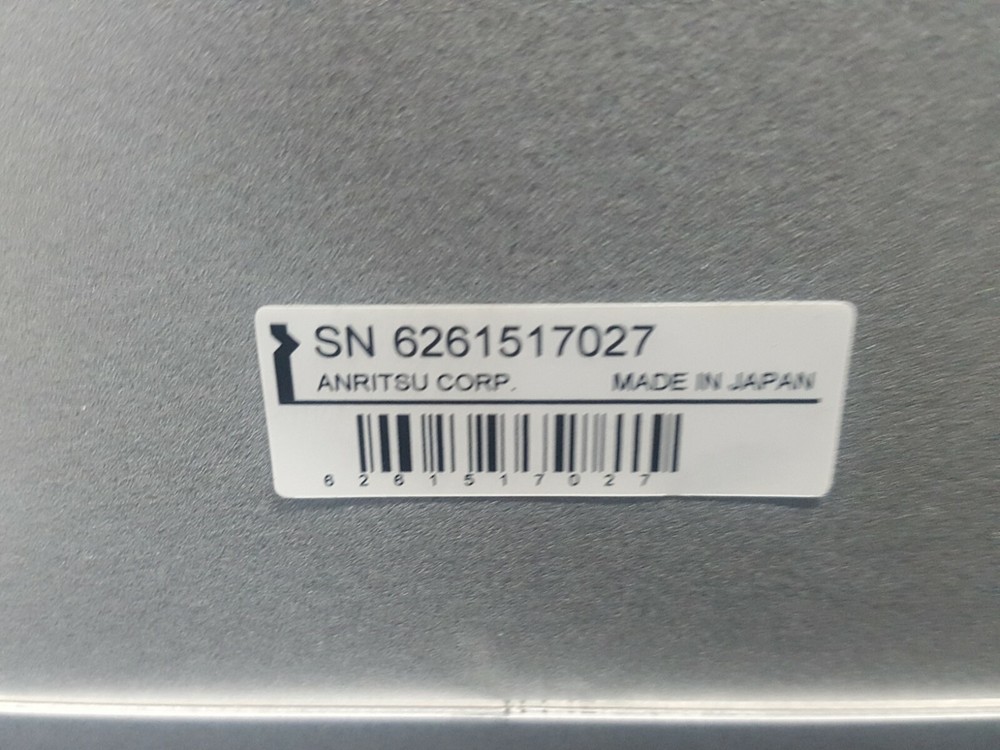 SN 6261517027
ANRITSU CORP. MADE IN JAPAN
6261517027